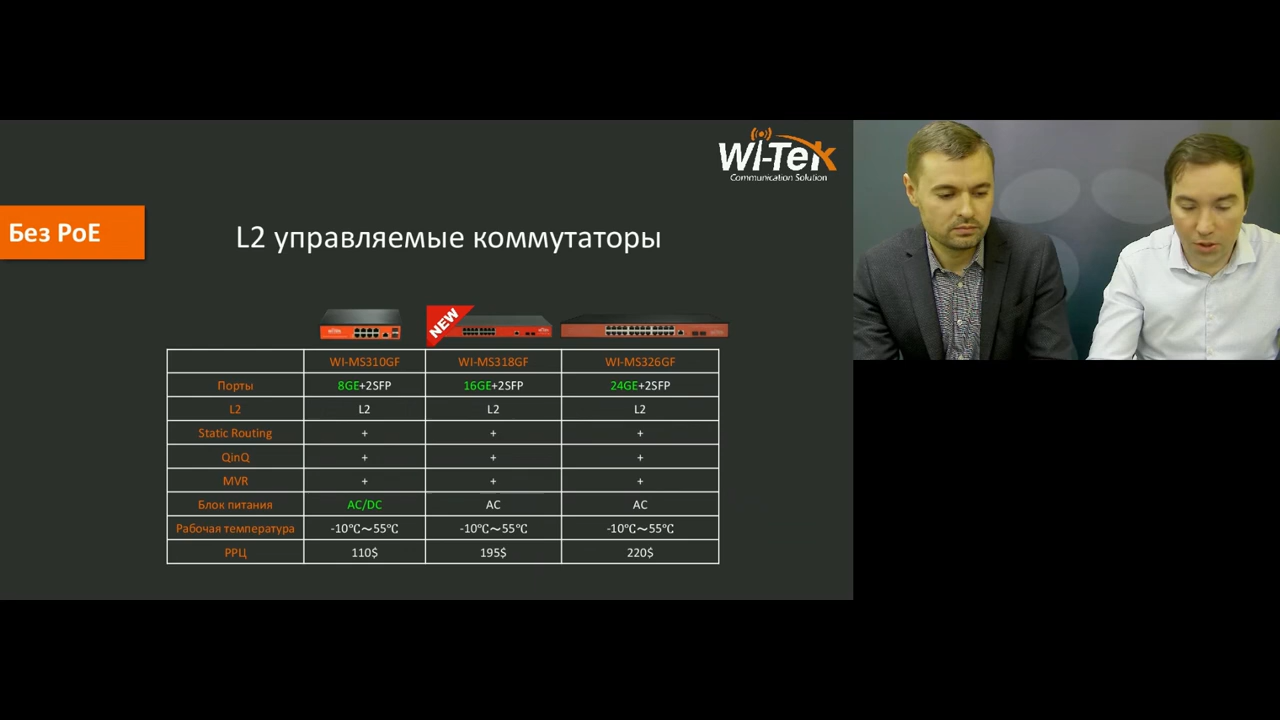 Wi-Tek
Communication Solution
Без PoE
L2 управляемые коммутаторы
NEW
WI-MS310GF WI-MS318GF WI-MS326GF
Порты 8GE+2SFP 16GE+2SFP 24GE+2SFP
L2 L2 L2 L2
Static Routing + + +
QinQ + + +
MVR + + +
Блок питания AC/DC AC AC
Рабочая температура -10℃~55℃ -10℃~55℃ -10℃~55℃
РРЦ 110$ 195$ 220$